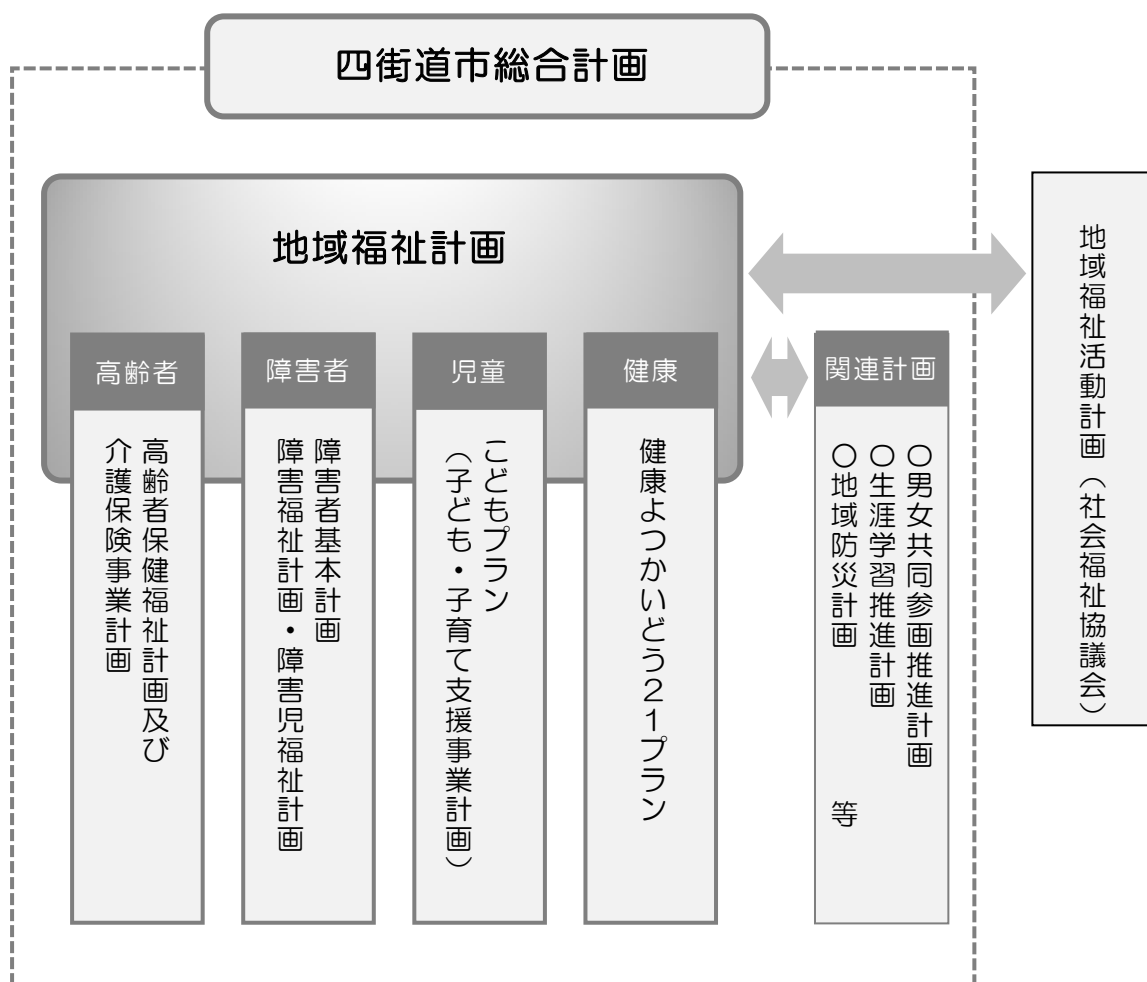 四街道市総合計画
地域福祉計画
高齢者
高齢者保健福祉計画及び
介護保険事業計画
障害者
障害者基本計画
障害福祉計画・障害児福祉計画
児童
こどもプラン
（子ども・子育て支援事業計画）
健康
健康よつかいどう２１プラン
関連計画
○男女共同参画推進計画
○生涯学習推進計画
○地域防災計画　　　　　等
地域福祉活動計画（社会福祉協議会）